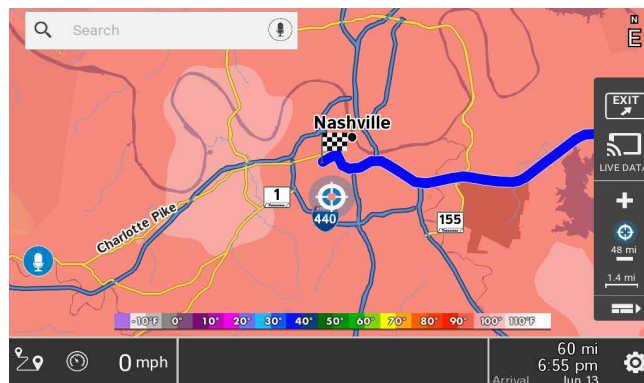 Search
N
E
EXIT
Nashville
LIVE DATA
1
440
155
Charlotte Pike
48 mi
1.4 mi
-10°F 0° 10° 20° 30° 40° 50° 60° 70° 80° 90° 100° 110°F
0 mph
60 mi
6:55 pm
Arrival Jun 13